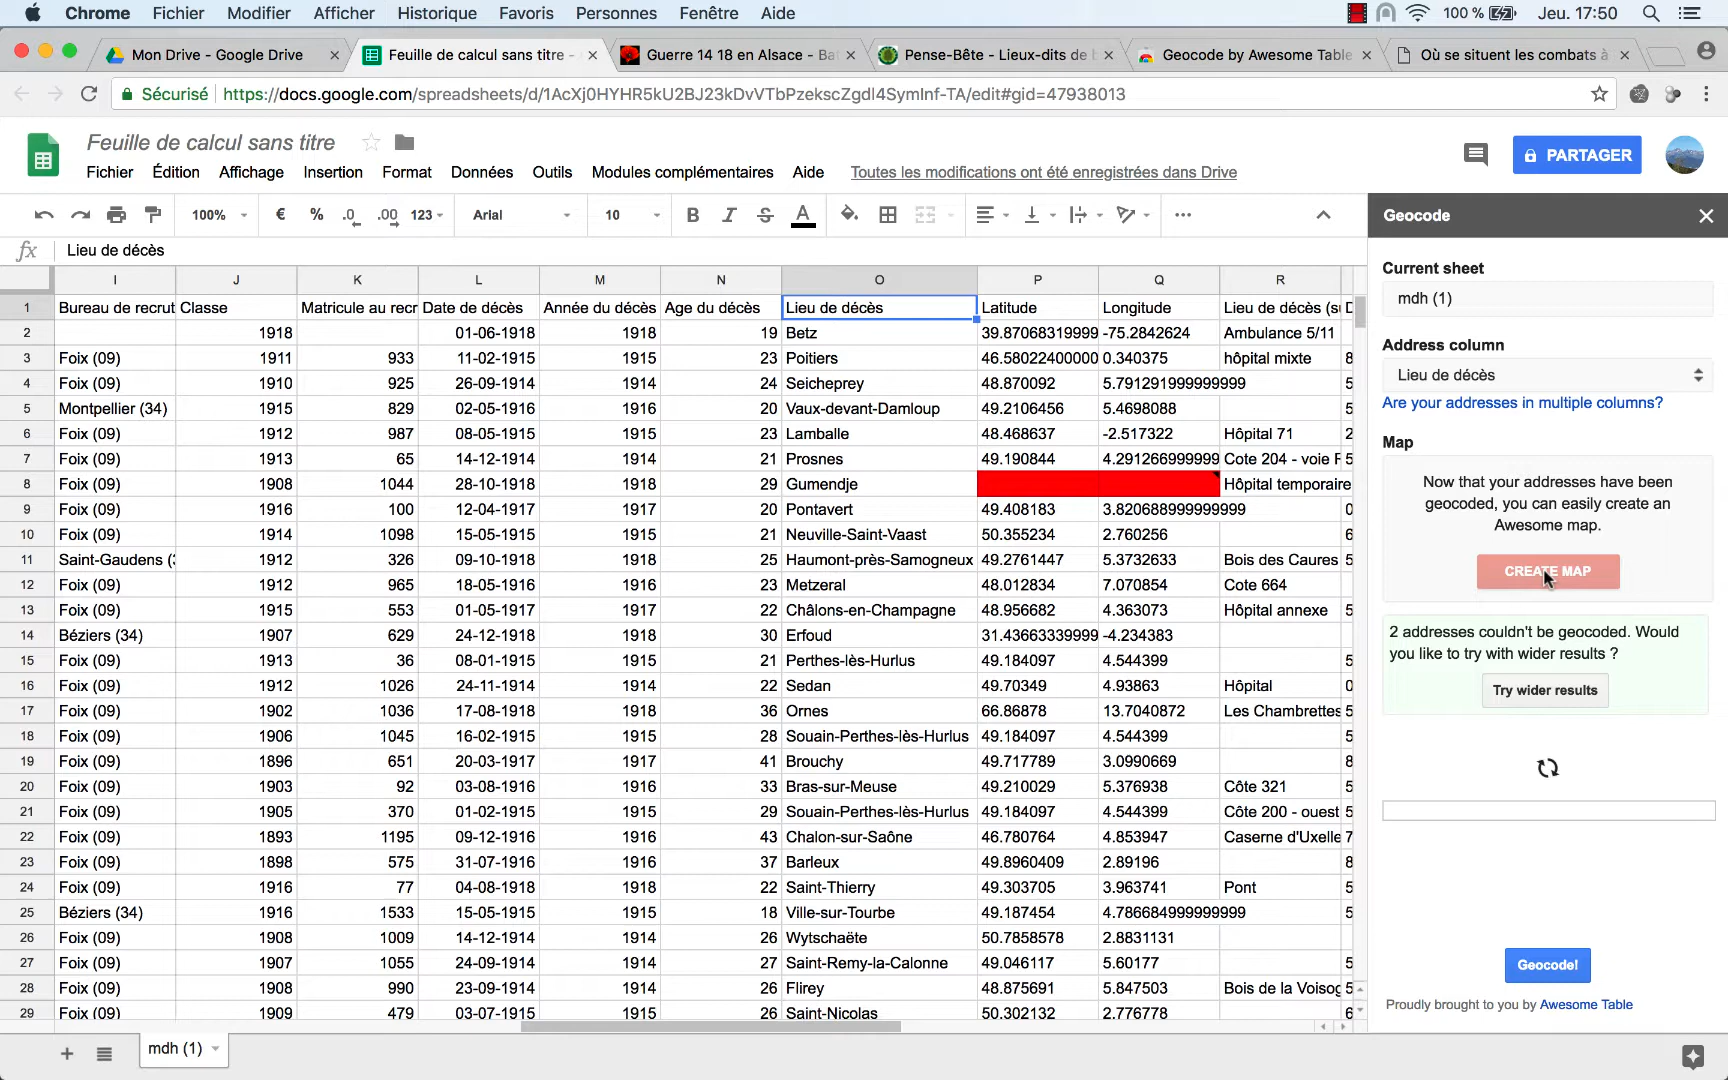 Chrome Fichier Modifier Afficher Historique Favoris Personnes Fenêtre Aide 100 % Jeu. 17:50
Mon Drive - Google Drive Feuille de calcul sans titre - Guerre 14 18 en Alsace - Ba Pense-Bête - Lieux-dits de b Geocode by Awesome Table Où se situent les combats à
Sécurisé https://docs.google.com/spreadsheets/d/1AcXj0HYHR5kU2BJ23kDvVTbPzekscZgdl4SymInf-TA/edit#gid=47938013
Feuille de calcul sans titre
PARTAGER
Fichier Édition Affichage Insertion Format Données Outils Modules complémentaires Aide Toutes les modifications ont été enregistrées dans Drive
100% € % .0 .00 123 Arial 10 B I S A
Geocode
fx Lieu de décès
I J K L M N O P Q R
1 Bureau de recrut Classe Matricule au recr Date de décès Année du décès Age du décès Lieu de décès Latitude Longitude Lieu de décès (su D
2 1918 01-06-1918 1918 19 Betz 39.87068319999 -75.2842624 Ambulance 5/11
3 Foix (09) 1911 933 11-02-1915 1915 23 Poitiers 46.58022400000 0.340375 hôpital mixte 8
4 Foix (09) 1910 925 26-09-1914 1914 24 Seicheprey 48.870092 5.791291999999999 5
5 Montpellier (34) 1915 829 02-05-1916 1916 20 Vaux-devant-Damloup 49.2106456 5.4698088 5
6 Foix (09) 1912 987 08-05-1915 1915 23 Lamballe 48.468637 -2.517322 Hôpital 71 2
7 Foix (09) 1913 65 14-12-1914 1914 21 Prosnes 49.190844 4.291266999999 Cote 204 - voie F 5
8 Foix (09) 1908 1044 28-10-1918 1918 29 Gumendje Hôpital temporaire
9 Foix (09) 1916 100 12-04-1917 1917 20 Pontavert 49.408183 3.820688999999999 0
10 Foix (09) 1914 1098 15-05-1915 1915 21 Neuville-Saint-Vaast 50.355234 2.760256 6
11 Saint-Gaudens (3 1912 326 09-10-1918 1918 25 Haumont-près-Samogneux 49.2761447 5.3732633 Bois des Caures 5
12 Foix (09) 1912 965 18-05-1916 1916 23 Metzeral 48.012834 7.070854 Cote 664
13 Foix (09) 1915 553 01-05-1917 1917 22 Châlons-en-Champagne 48.956682 4.363073 Hôpital annexe 5
14 Béziers (34) 1907 629 24-12-1918 1918 30 Erfoud 31.43663339999 -4.234383
15 Foix (09) 1913 36 08-01-1915 1915 21 Perthes-lès-Hurlus 49.184097 4.544399 5
16 Foix (09) 1912 1026 24-11-1914 1914 22 Sedan 49.70349 4.93863 Hôpital 0
17 Foix (09) 1902 1036 17-08-1918 1918 36 Ornes 66.86878 13.7040872 Les Chambrettes 5
18 Foix (09) 1906 1045 16-02-1915 1915 28 Souain-Perthes-lès-Hurlus 49.184097 4.544399 5
19 Foix (09) 1896 651 20-03-1917 1917 41 Brouchy 49.717789 3.0990669 8
20 Foix (09) 1903 92 03-08-1916 1916 33 Bras-sur-Meuse 49.210029 5.376938 Côte 321 5
21 Foix (09) 1905 370 01-02-1915 1915 29 Souain-Perthes-lès-Hurlus 49.184097 4.544399 Côte 200 - ouest 5
22 Foix (09) 1893 1195 09-12-1916 1916 43 Chalon-sur-Saône 46.780764 4.853947 Caserne d'Uxelle 7
23 Foix (09) 1898 575 31-07-1916 1916 37 Barleux 49.8960409 2.89196 8
24 Foix (09) 1916 77 04-08-1918 1918 22 Saint-Thierry 49.303705 3.963741 Pont 5
25 Béziers (34) 1916 1533 15-05-1915 1915 18 Ville-sur-Tourbe 49.187454 4.786684999999999 5
26 Foix (09) 1908 1009 14-12-1914 1914 26 Wytschaëte 50.7858578 2.8831131
27 Foix (09) 1907 1055 24-09-1914 1914 27 Saint-Remy-la-Calonne 49.046117 5.60177 5
28 Foix (09) 1908 990 23-09-1914 1914 26 Flirey 48.875691 5.847503 Bois de la Voisog 5
29 Foix (09) 1909 479 03-07-1915 1915 26 Saint-Nicolas 50.302132 2.776778 6
Current sheet
mdh (1)
Address column
Lieu de décès
Are your addresses in multiple columns?
Map
Now that your addresses have been
geocoded, you can easily create an
Awesome map.
CREATE MAP
2 addresses couldn't be geocoded. Would
you like to try with wider results ?
Try wider results
Geocode!
Proudly brought to you by Awesome Table
mdh (1)